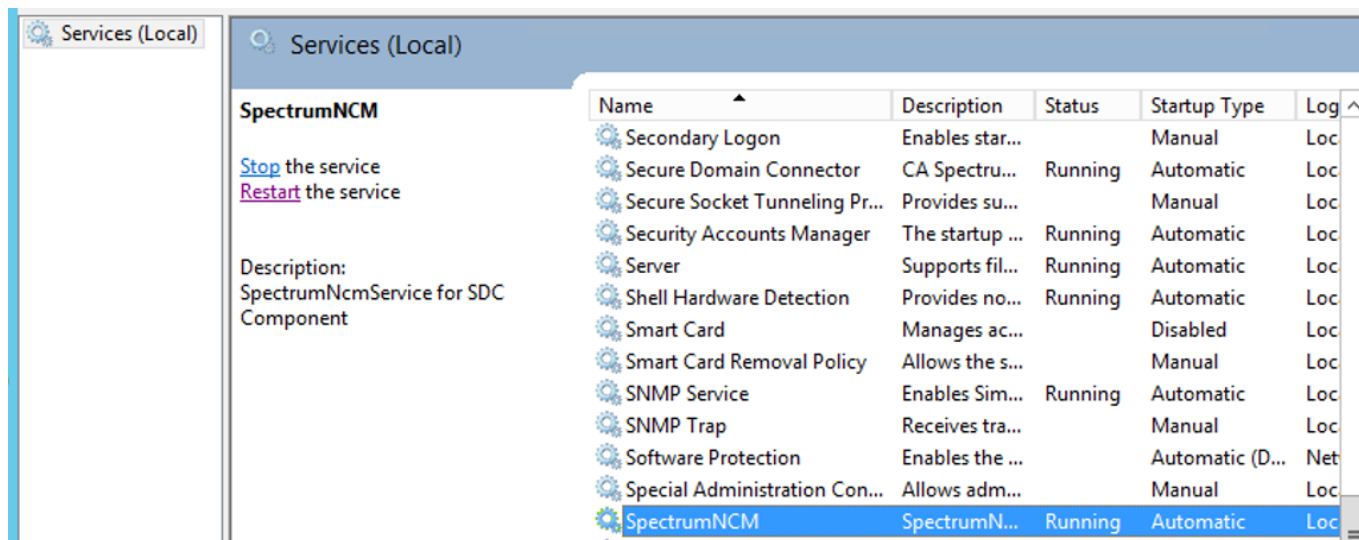 Services (Local)
Services (Local)
SpectrumNCM
Stop the service
Restart the service
Description:
SpectrumNcmService for SDC
Component
Name Description Status Startup Type Log
Secondary Logon Enables star... Manual Loc
Secure Domain Connector CA Spectru... Running Automatic Loc
Secure Socket Tunneling Pr... Provides su... Manual Loc
Security Accounts Manager The startup ... Running Automatic Loc
Server Supports fil... Running Automatic Loc
Shell Hardware Detection Provides no... Running Automatic Loc
Smart Card Manages ac... Disabled Loc
Smart Card Removal Policy Allows the s... Manual Loc
SNMP Service Enables Sim... Running Automatic Loc
SNMP Trap Receives tra... Manual Loc
Software Protection Enables the ... Automatic (D... Net
Special Administration Con... Allows adm... Manual Loc
SpectrumNCM SpectrumN... Running Automatic Loc